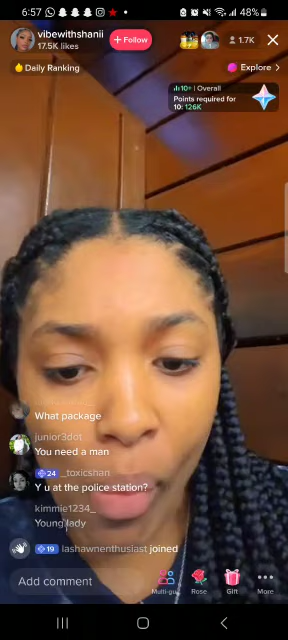 6:57
48%
vibewithshanii
17.5K likes
+ Follow
1.7K
Daily Ranking
Explore >
10+ | Overall
Points required for
10: 126K
What package
junior3dot
You need a man
24 _toxicshan
Y u at the police station?
kimmie1234_
Young lady
19 lashawnenthusiast joined
Add comment
Multi-gu
Rose
Gift
More